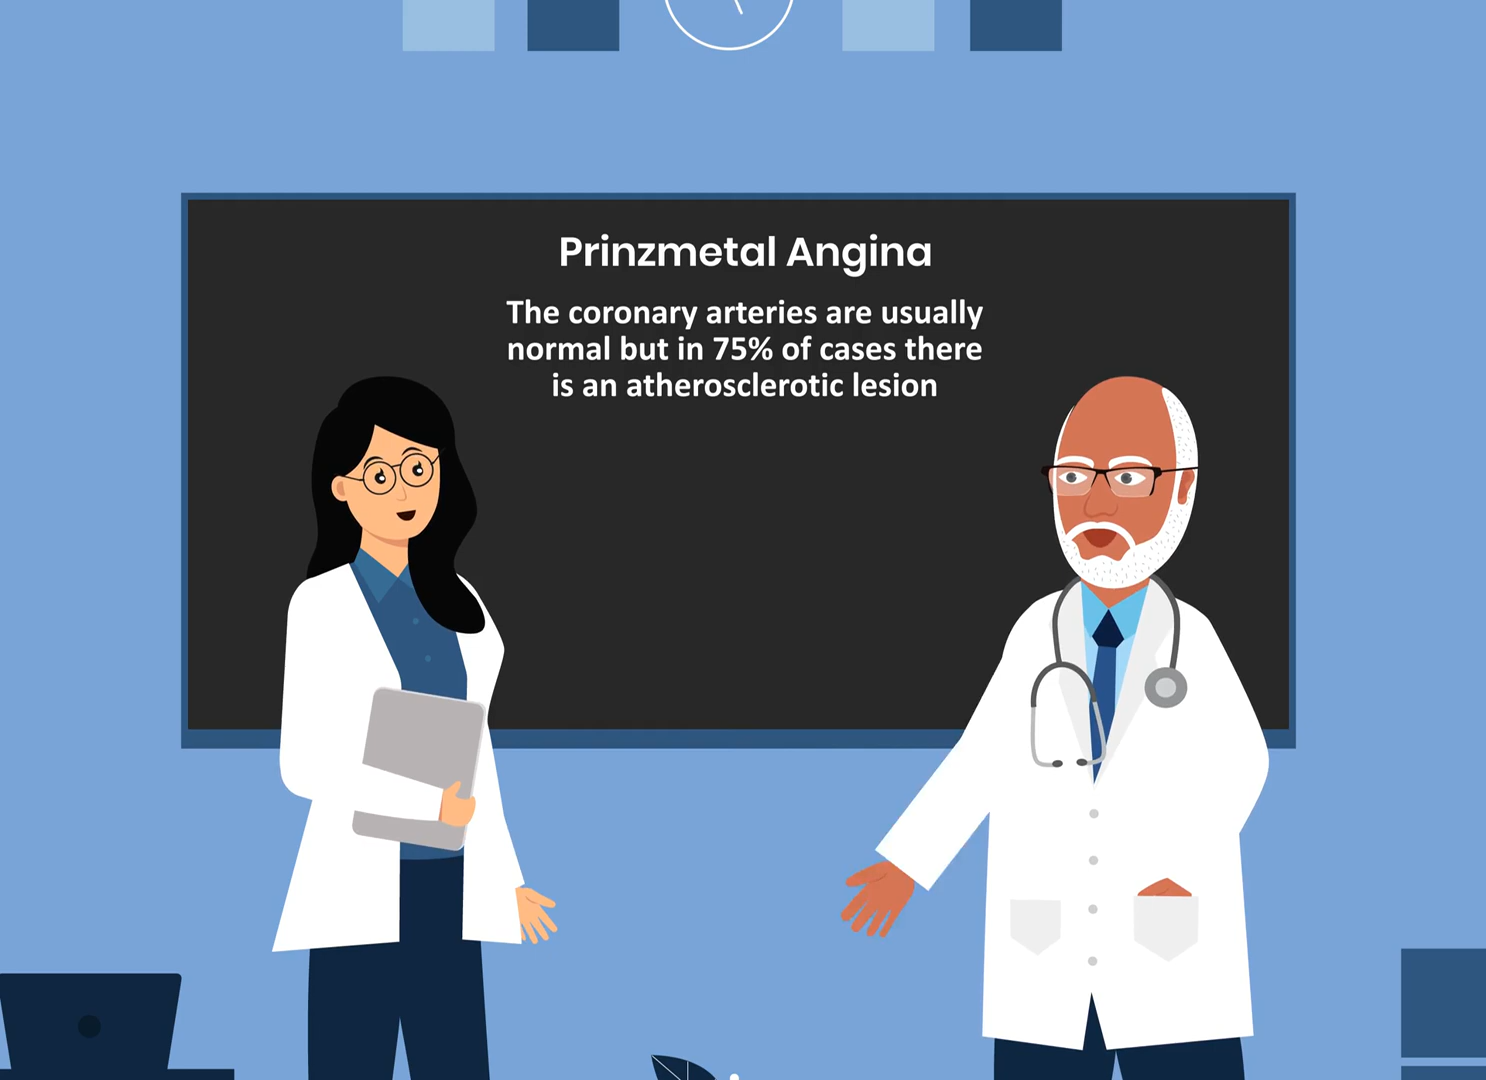 Prinzmetal Angina
The coronary arteries are usually
normal but in 75% of cases there
is an atherosclerotic lesion